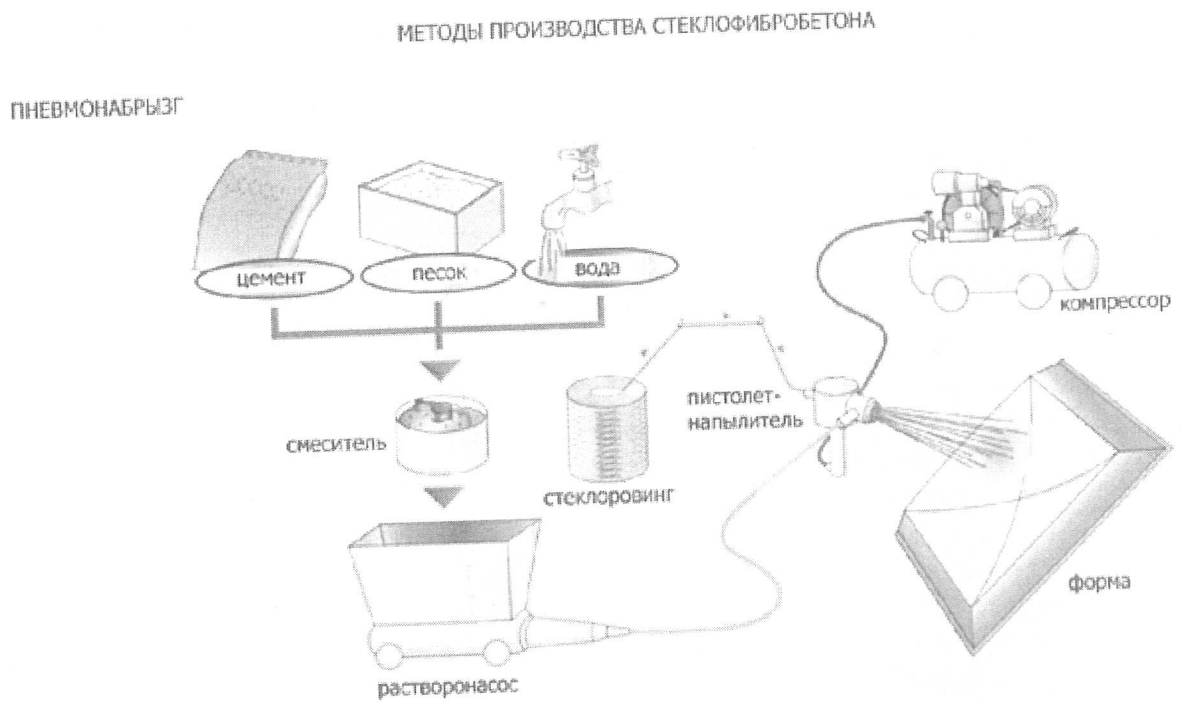 МЕТОДЫ ПРОИЗВОДСТВА СТЕКЛОФИБРОБЕТОНА
ПНЕВМОНАБРЫЗГ
цемент
песок
вода
компрессор
пистолет-
напылитель
смеситель
стеклоровинг
форма
растворонасос